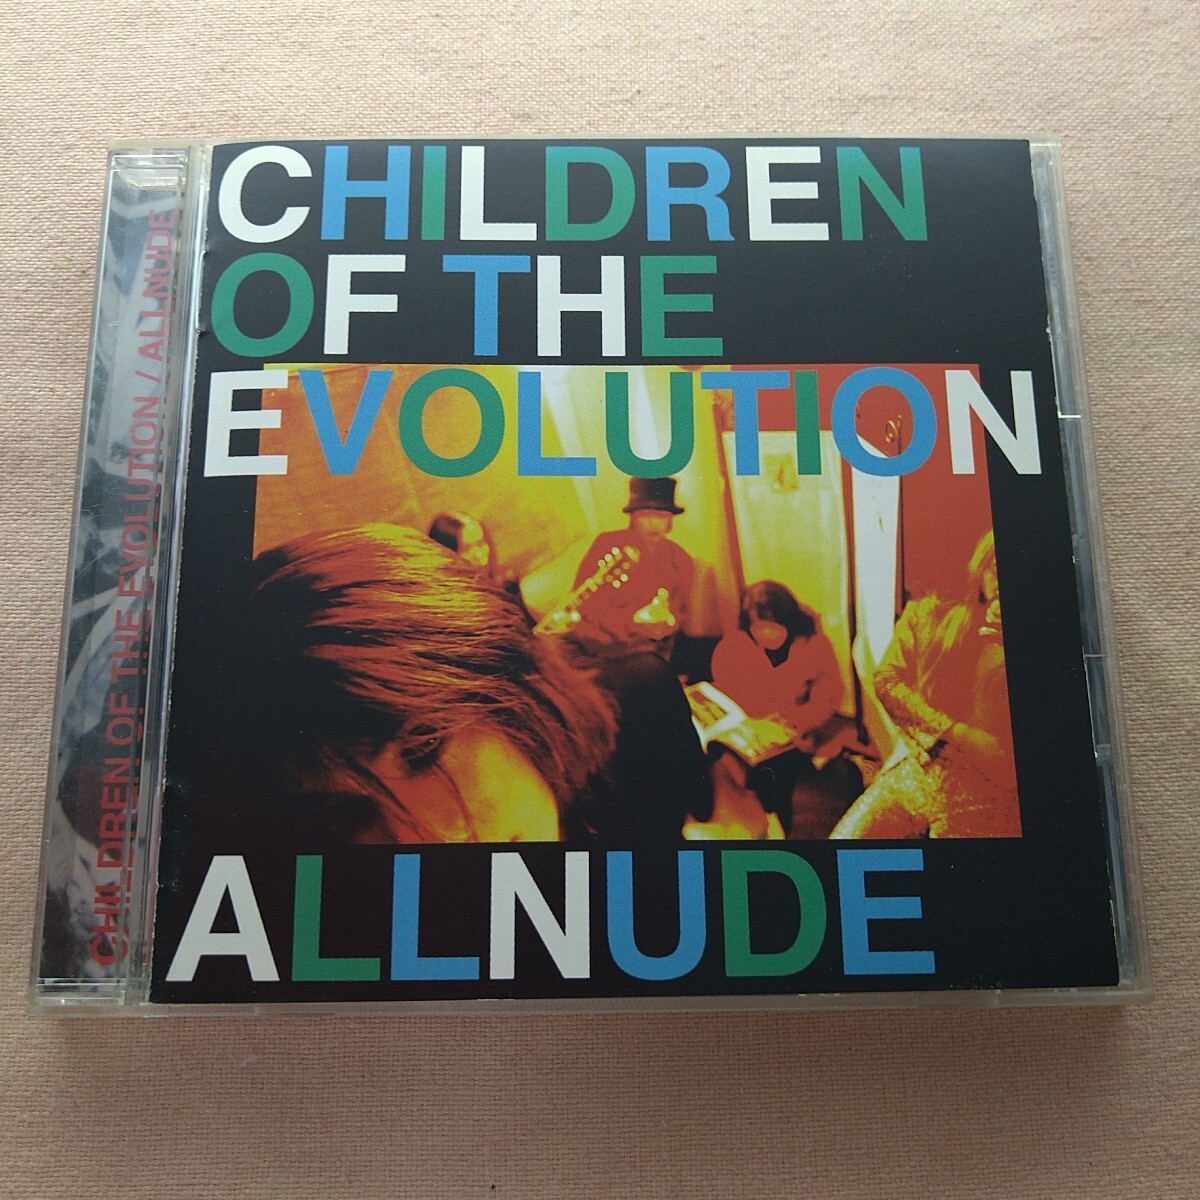 CHILDREN
OF THE
EVOLUTION
ALLNUDE
CHILDREN OF THE EVOLUTION / ALLNUDE